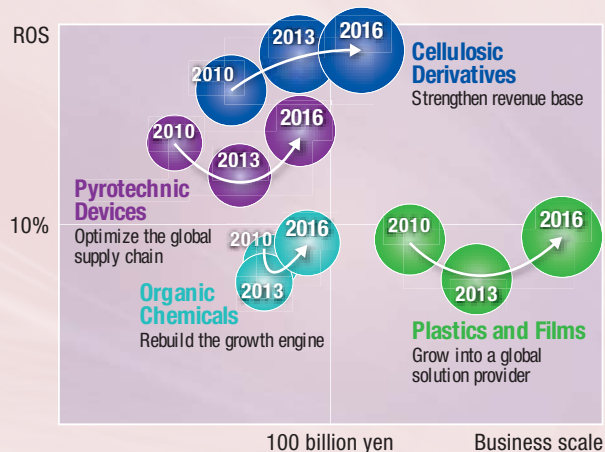 ROS
2010
2013
2016
Cellulosic
Derivatives
Strengthen revenue base
2010
2013
2016
Pyrotechnic
Devices
Optimize the global
supply chain
10%
2010
2013
2016
Organic
Chemicals
Rebuild the growth engine
2010
2013
2016
Plastics and Films
Grow into a global
solution provider
100 billion yen
Business scale